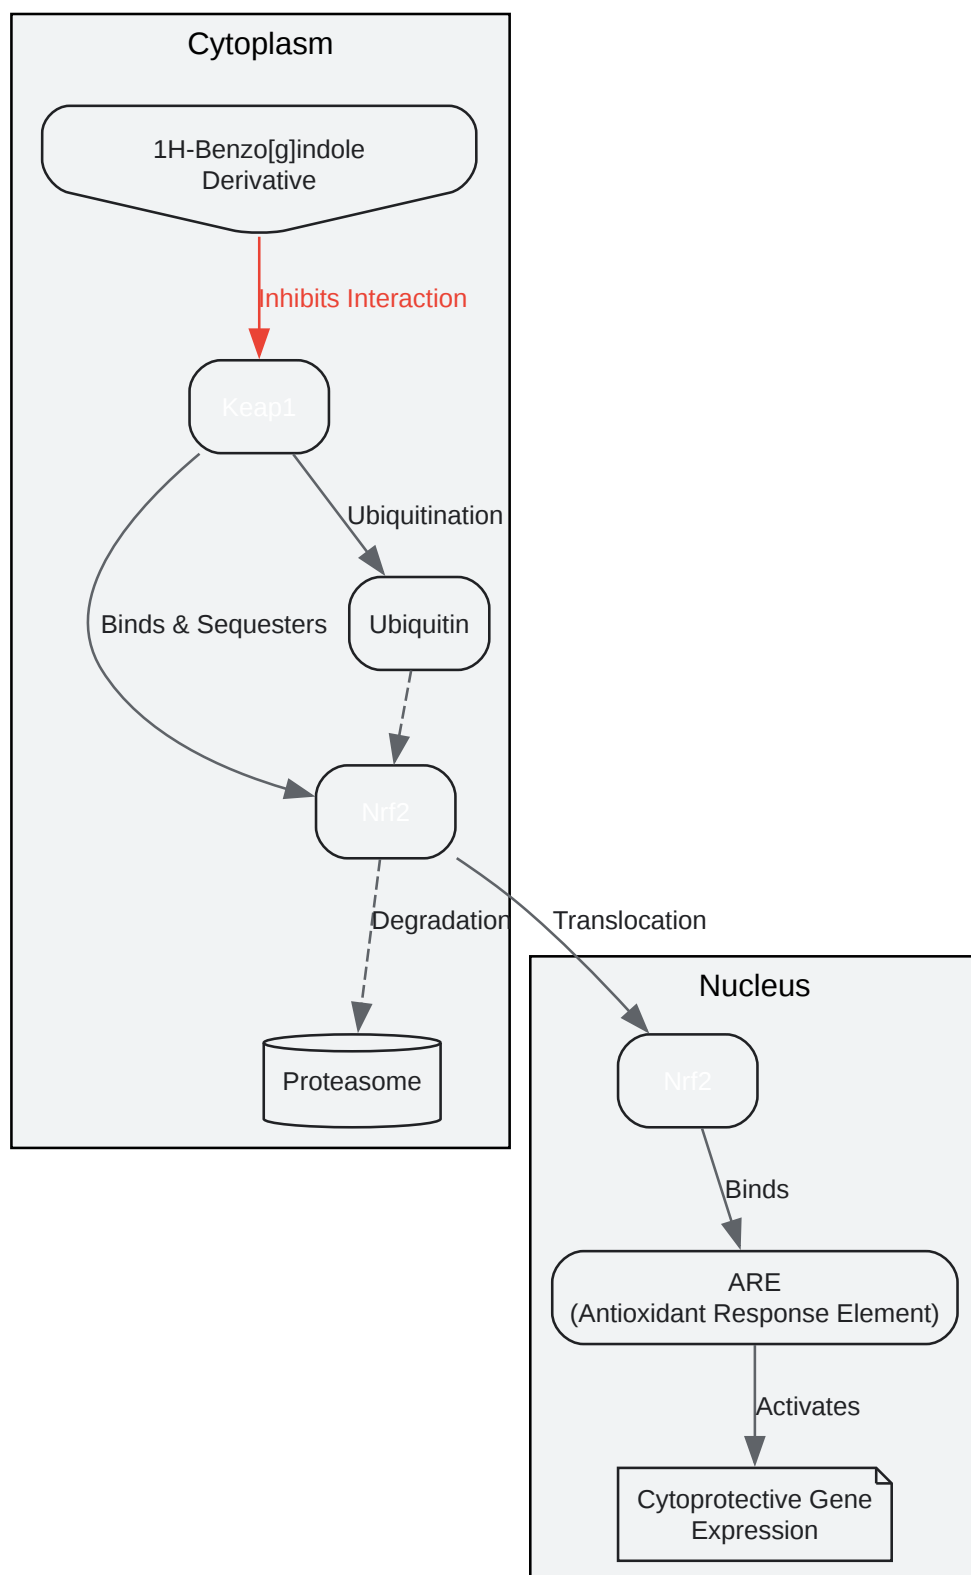 Cytoplasm
1H-Benzo[g]indole
Derivative
Inhibits Interaction
Keap1
Ubiquitination
Binds & Sequesters
Ubiquitin
Nrf2
Degradation
Translocation
Nucleus
Proteasome
Nrf2
Binds
ARE
(Antioxidant Response Element)
Activates
Cytoprotective Gene
Expression